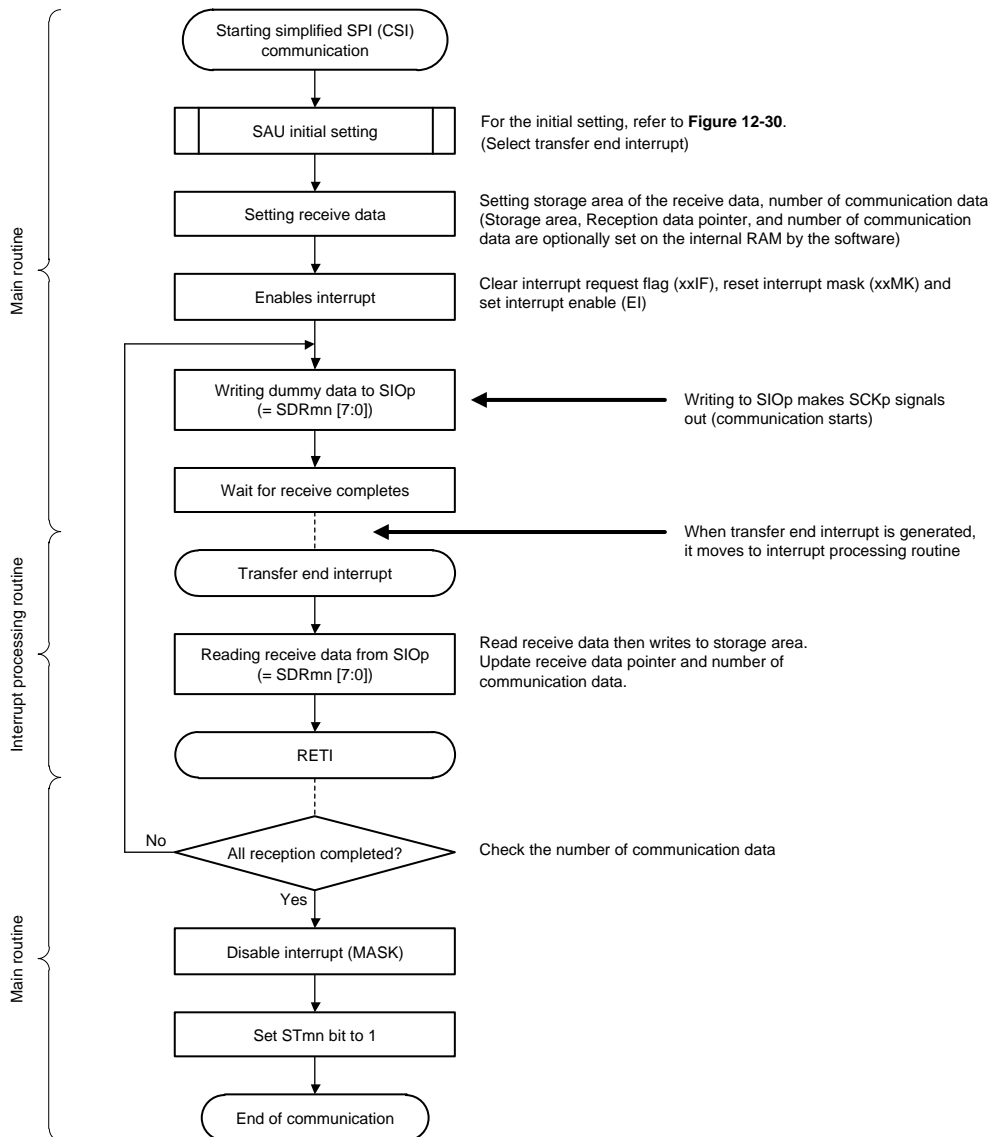 Starting simplified SPI (CSI)
communication
SAU initial setting
For the initial setting, refer to Figure 12-30.
(Select transfer end interrupt)
Setting receive data
Setting storage area of the receive data, number of communication data
(Storage area, Reception data pointer, and number of communication
data are optionally set on the internal RAM by the software)
Main routine
Enables interrupt
Clear interrupt request flag (xxIF), reset interrupt mask (xxMK) and
set interrupt enable (EI)
Writing dummy data to SIOp
(= SDRmn [7:0])
Writing to SIOp makes SCKp signals
out (communication starts)
Wait for receive completes
When transfer end interrupt is generated,
it moves to interrupt processing routine
Transfer end interrupt
Interrupt processing routine
Reading receive data from SIOp
(= SDRmn [7:0])
Read receive data then writes to storage area.
Update receive data pointer and number of
communication data.
RETI
No
All reception completed?
Check the number of communication data
Yes
Main routine
Disable interrupt (MASK)
Set STmn bit to 1
End of communication